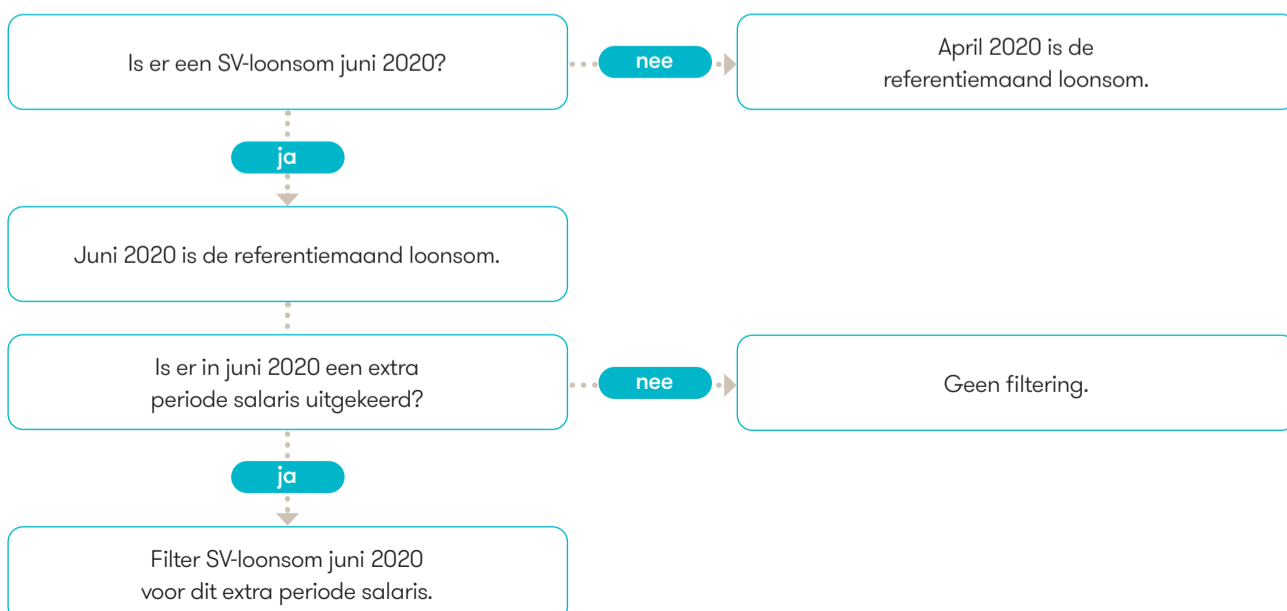 Is er een SV-loonsom juni 2020?
nee
April 2020 is de
referentiemaand loonsom.
ja
Juni 2020 is de referentiemaand loonsom.
Is er in juni 2020 een extra
periode salaris uitgekeerd?
nee
Geen filtering.
ja
Filter SV-loonsom juni 2020
voor dit extra periode salaris.